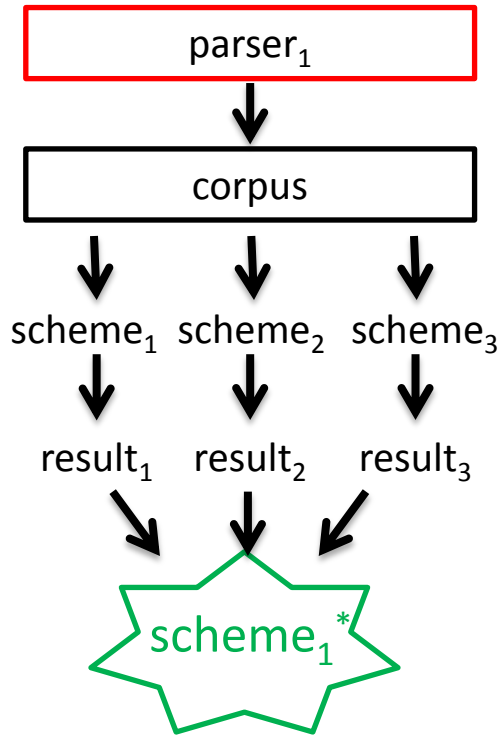 parser₁
corpus
scheme₁ scheme₂ scheme₃
result₁ result₂ result₃
scheme₁*